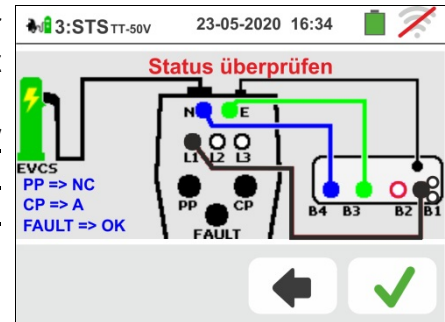 3:STS TT-50V 23-05-2020 16:34
Status überprüfen
N E
L1 L2 L3
EVCS
PP => NC
CP => A
FAULT => OK
PP CP
FAULT
B4 B3 B2 B1